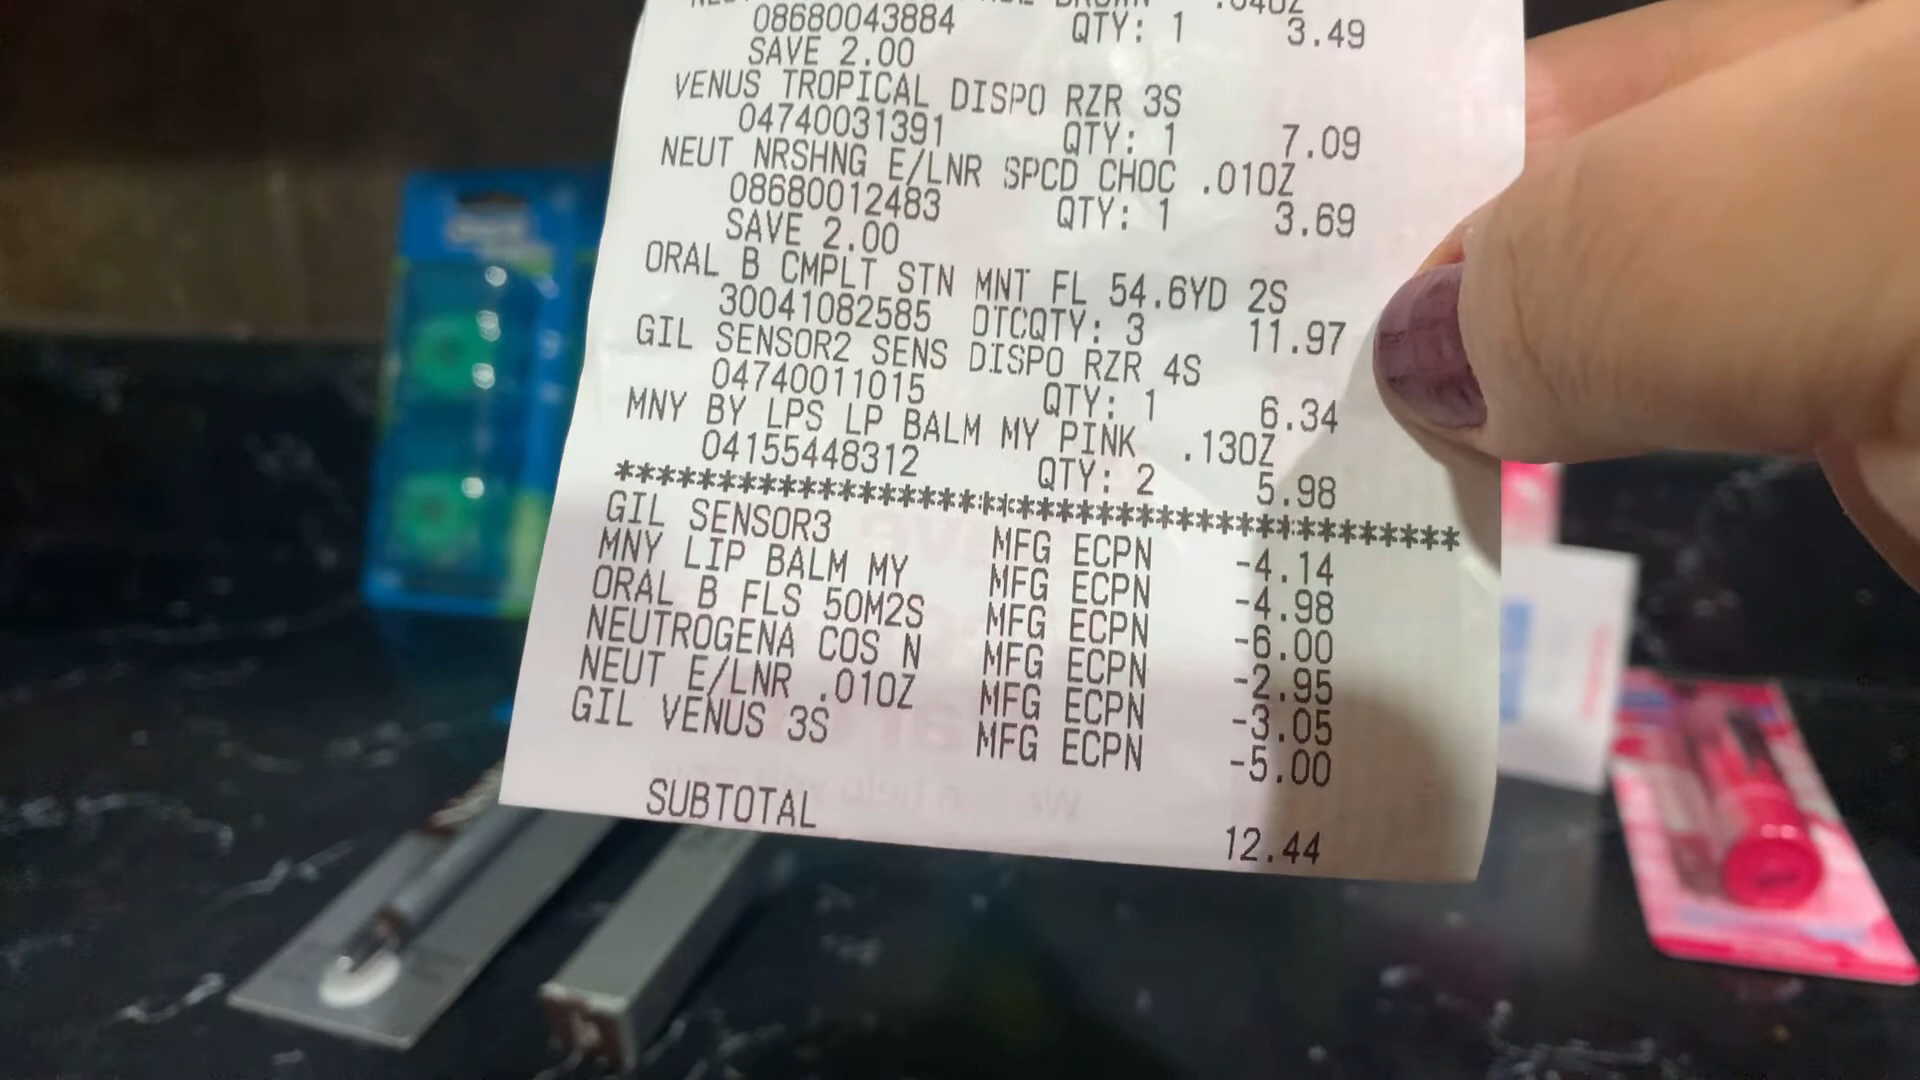 .04OZ
08680043884 QTY: 1 3.49
SAVE 2.00
VENUS TROPICAL DISPO RZR 3S
04740031391 QTY: 1 7.09
NEUT NRSHNG E/LNR SPCD CHOC .01OZ
08680012483 QTY: 1 3.69
SAVE 2.00
ORAL B CMPLT STN MNT FL 54.6YD 2S
30041082585 OTCQTY: 3 11.97
GIL SENSOR2 SENS DISPO RZR 4S
04740011015 QTY: 1 6.34
MNY BY LPS LP BALM MY PINK .13OZ
04155448312 QTY: 2 5.98
****************************************
GIL SENSOR3 MFG ECPN -4.14
MNY LIP BALM MY MFG ECPN -4.98
ORAL B FLS 50M2S MFG ECPN -6.00
NEUTROGENA COS N MFG ECPN -2.95
NEUT E/LNR .01OZ MFG ECPN -3.05
GIL VENUS 3S MFG ECPN -5.00
SUBTOTAL 12.44